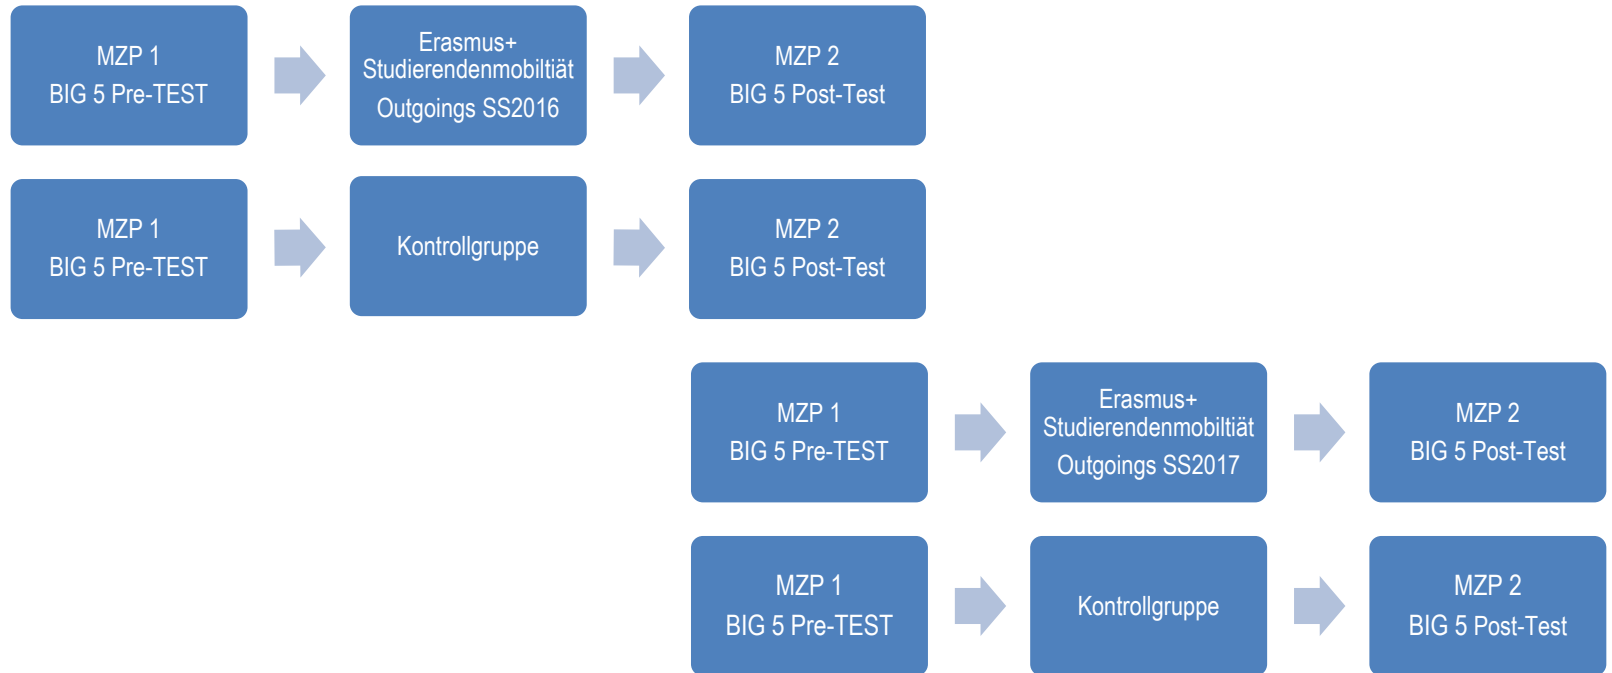 MZP 1
BIG 5 Pre-TEST
Erasmus+
Studierendenmobiltiät
Outgoings SS2016
MZP 2
BIG 5 Post-Test
MZP 1
BIG 5 Pre-TEST
Kontrollgruppe
MZP 2
BIG 5 Post-Test
MZP 1
BIG 5 Pre-TEST
Erasmus+
Studierendenmobiltiät
Outgoings SS2017
MZP 2
BIG 5 Post-Test
MZP 1
BIG 5 Pre-TEST
Kontrollgruppe
MZP 2
BIG 5 Post-Test